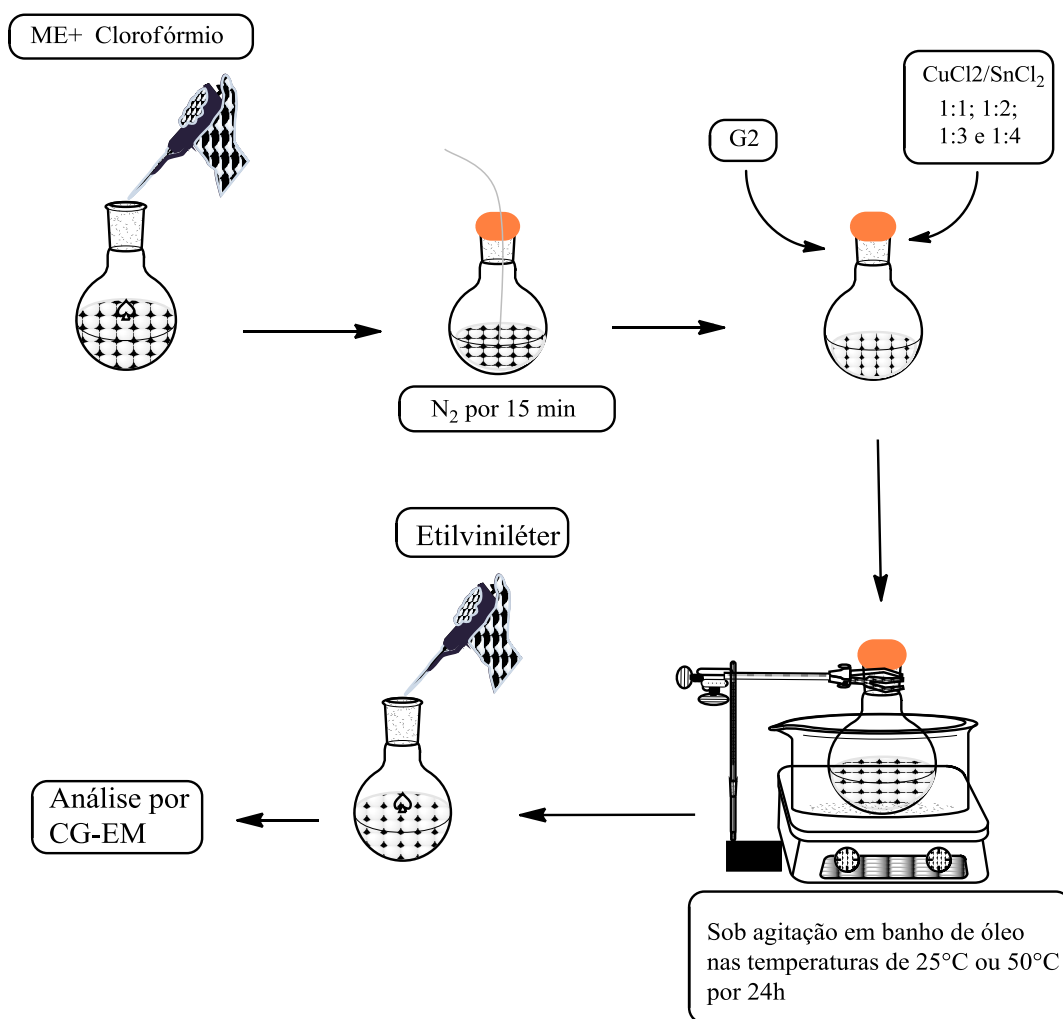 ME+ Clorofórmio
N₂ por 15 min
G2
CuCl2/SnCl₂
1:1; 1:2;
1:3 e 1:4
Sob agitação em banho de óleo
nas temperaturas de 25°C ou 50°C
por 24h
Etilviniléter
Análise por
CG-EM